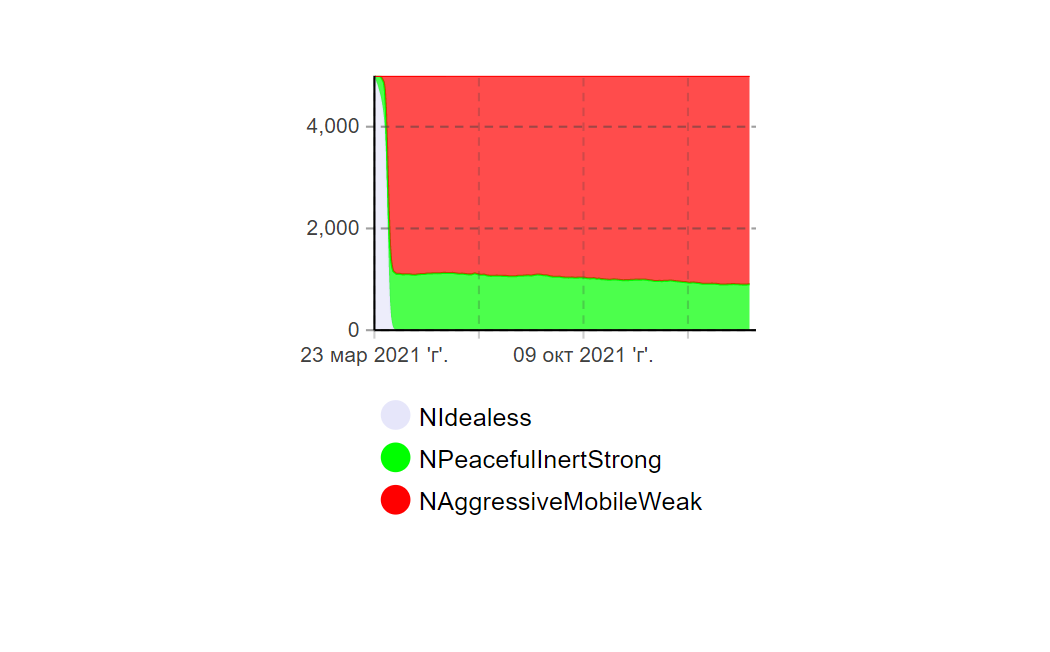 4,000
2,000
0
23 мар 2021 'г'. 09 окт 2021 'г'.
NIdealess
NPeacefulInertStrong
NAggressiveMobileWeak